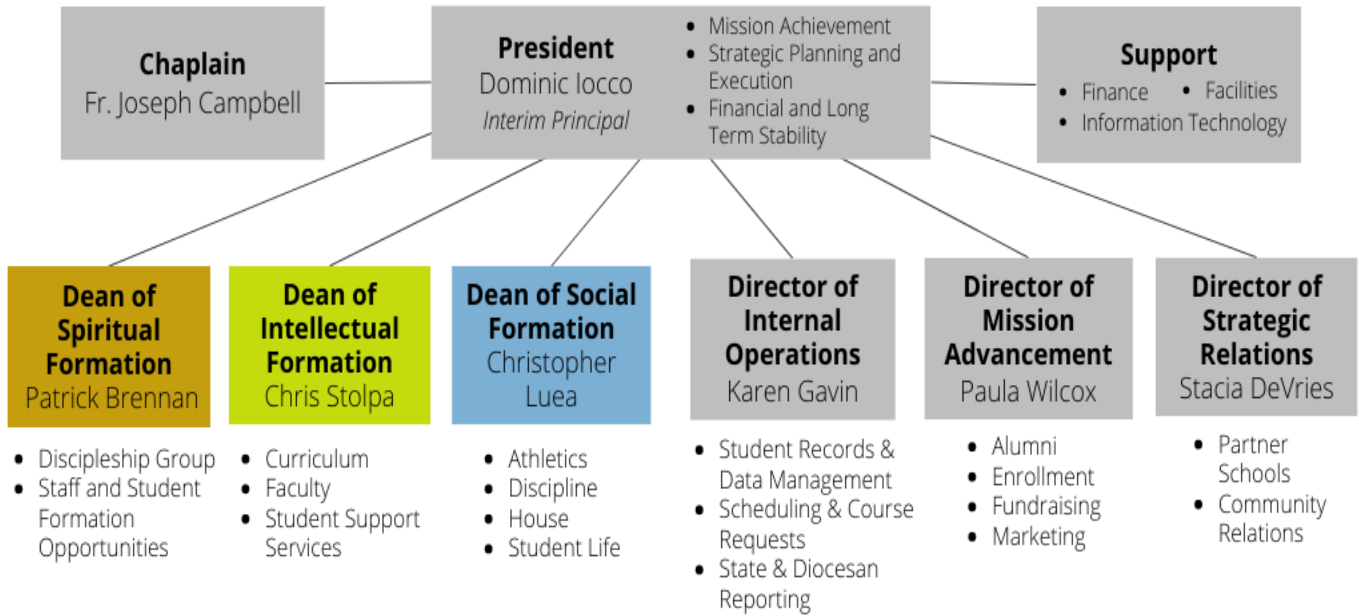 Chaplain
Fr. Joseph Campbell
President
Dominic Iocco
Interim Principal
• Mission Achievement
• Strategic Planning and
Execution
• Financial and Long
Term Stability
Support
• Finance • Facilities
• Information Technology
Dean of
Spiritual
Formation
Patrick Brennan
• Discipleship Group
• Staff and Student
Formation
Opportunities
Dean of
Intellectual
Formation
Chris Stolpa
• Curriculum
• Faculty
• Student Support
Services
Dean of Social
Formation
Christopher
Luea
• Athletics
• Discipline
• House
• Student Life
Director of
Internal
Operations
Karen Gavin
• Student Records &
Data Management
• Scheduling & Course
Requests
• State & Diocesan
Reporting
Director of
Mission
Advancement
Paula Wilcox
• Alumni
• Enrollment
• Fundraising
• Marketing
Director of
Strategic
Relations
Stacia DeVries
• Partner
Schools
• Community
Relations